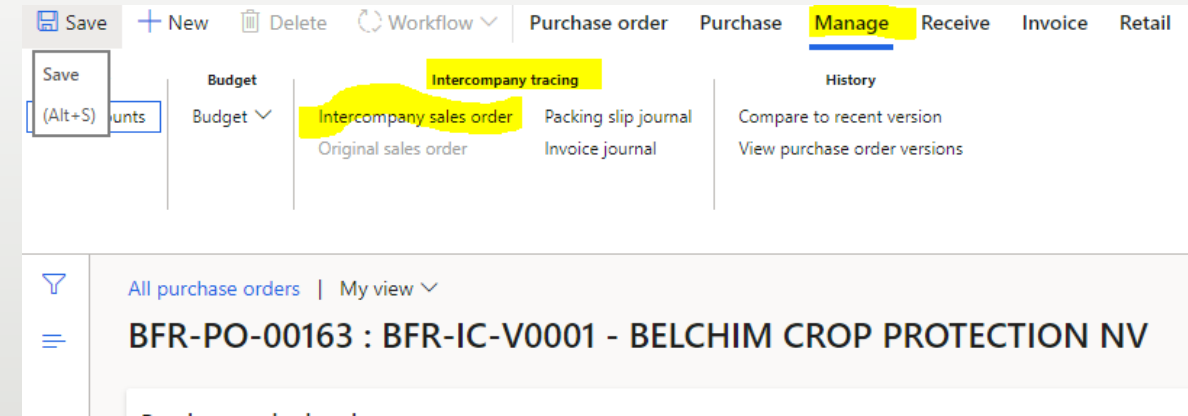 Save New Delete Workflow Purchase order Purchase Manage Receive Invoice Retail
Save
(Alt+S)
unts
Budget
Budget
Intercompany tracing
Intercompany sales order Packing slip journal
Original sales order Invoice journal
History
Compare to recent version
View purchase order versions
All purchase orders | My view
BFR-PO-00163 : BFR-IC-V0001 - BELCHIM CROP PROTECTION NV